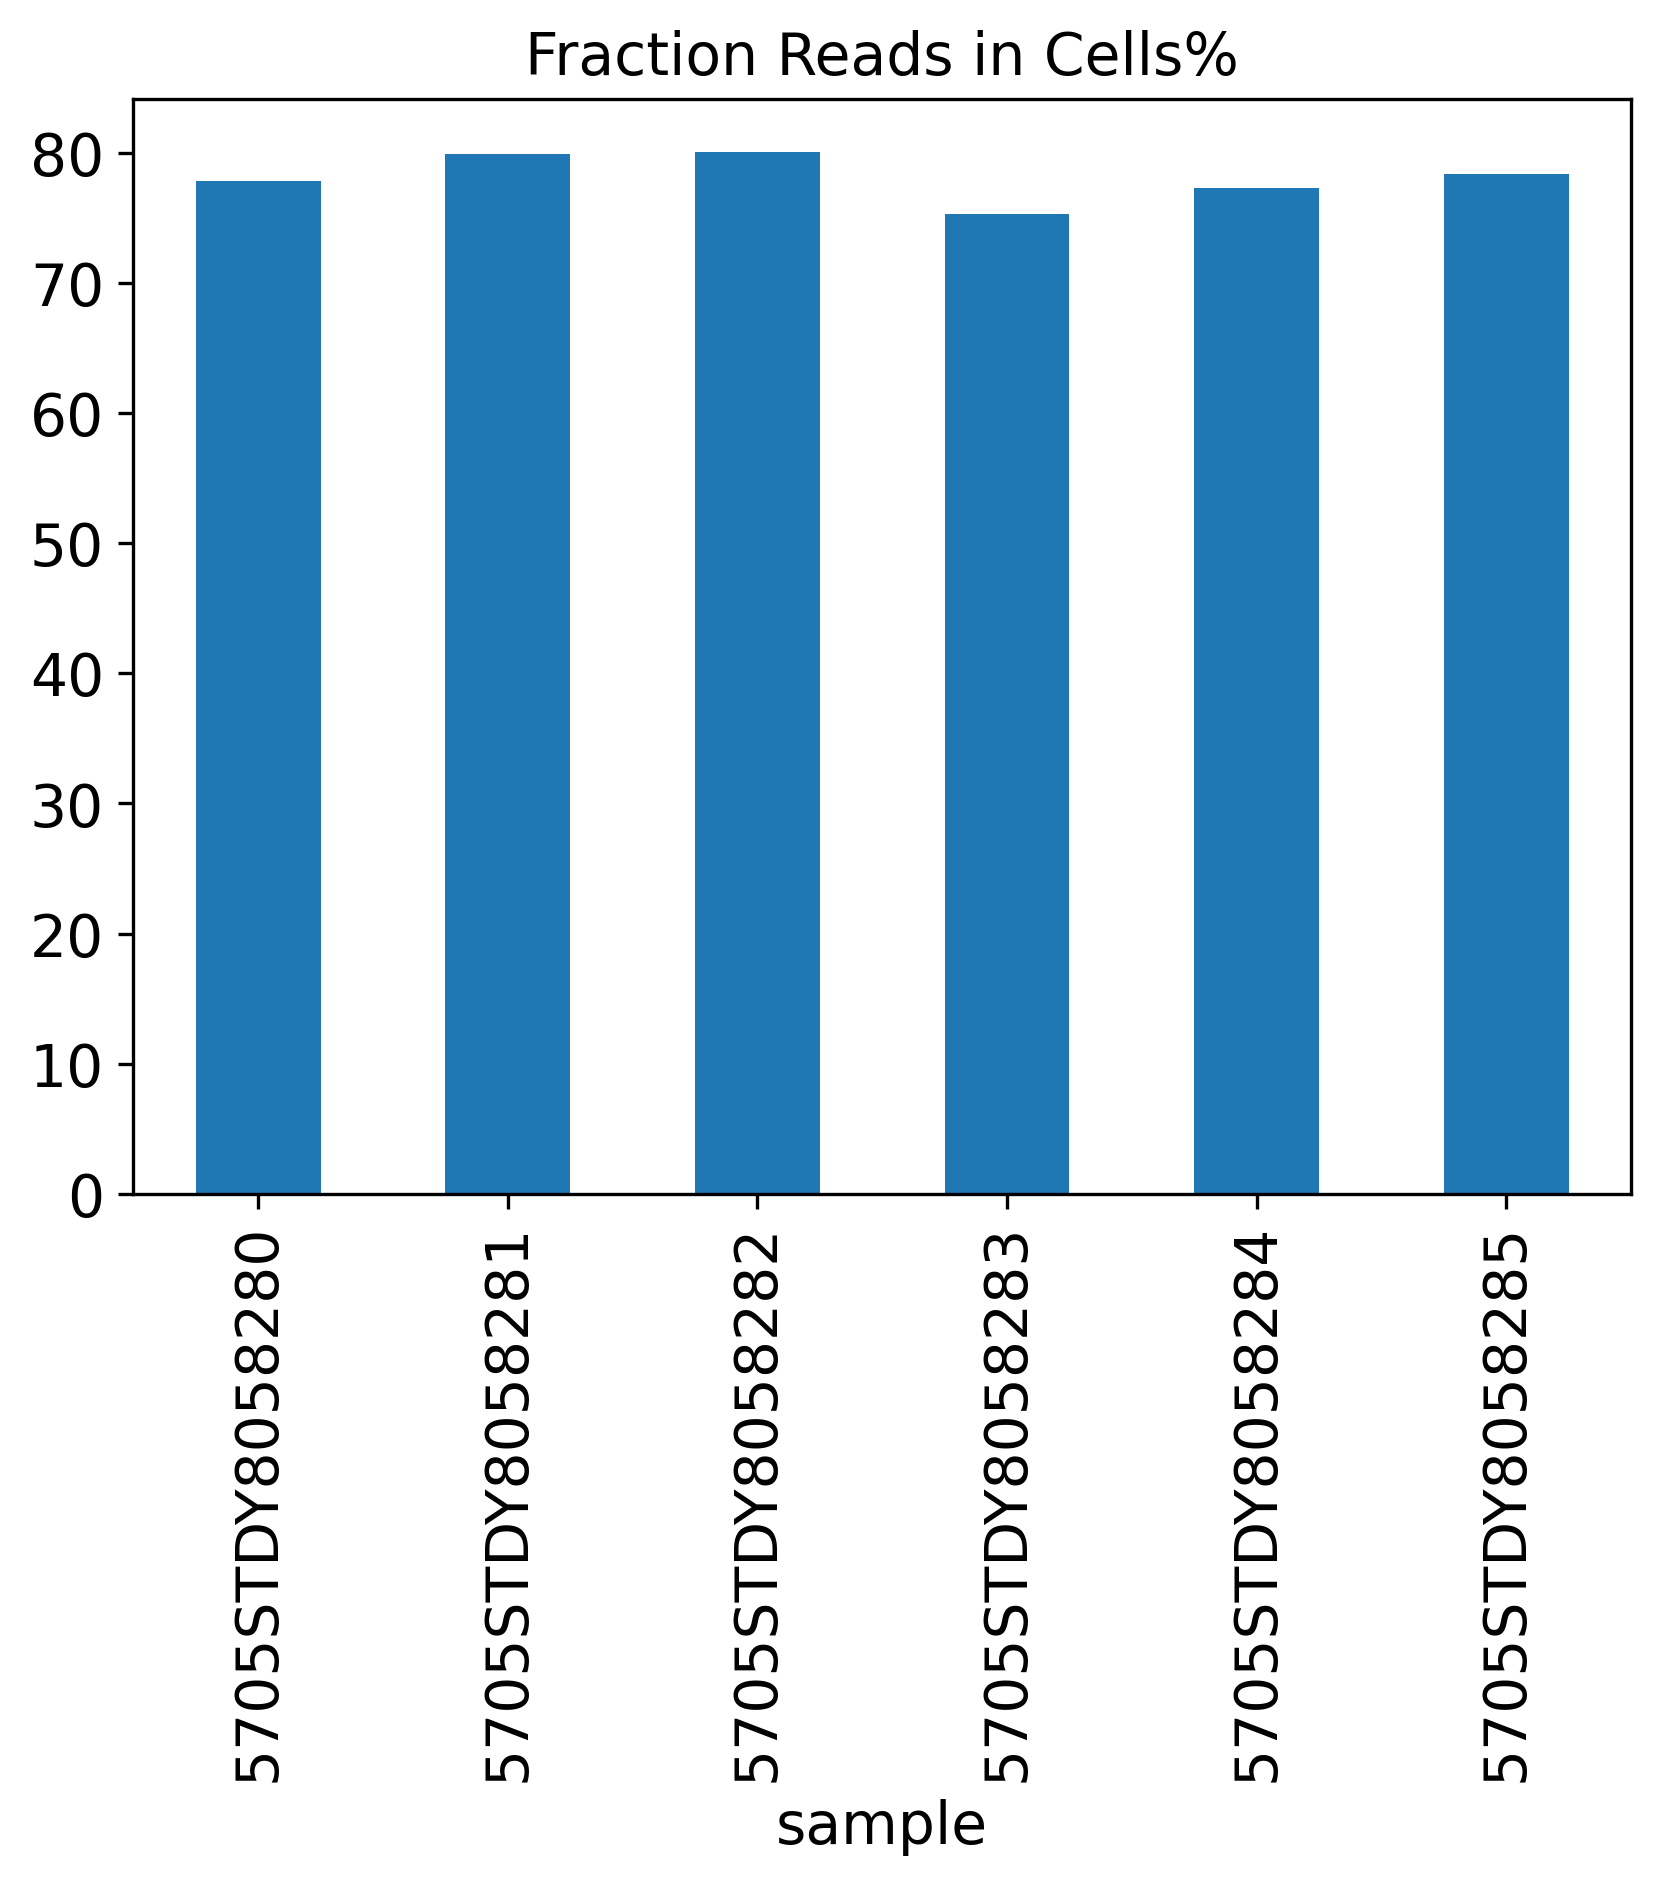 Fraction Reads in Cells%
80
70
60
50
40
30
20
10
0
5705STDY8058280
5705STDY8058281
5705STDY8058282
5705STDY8058283
5705STDY8058284
5705STDY8058285
sample